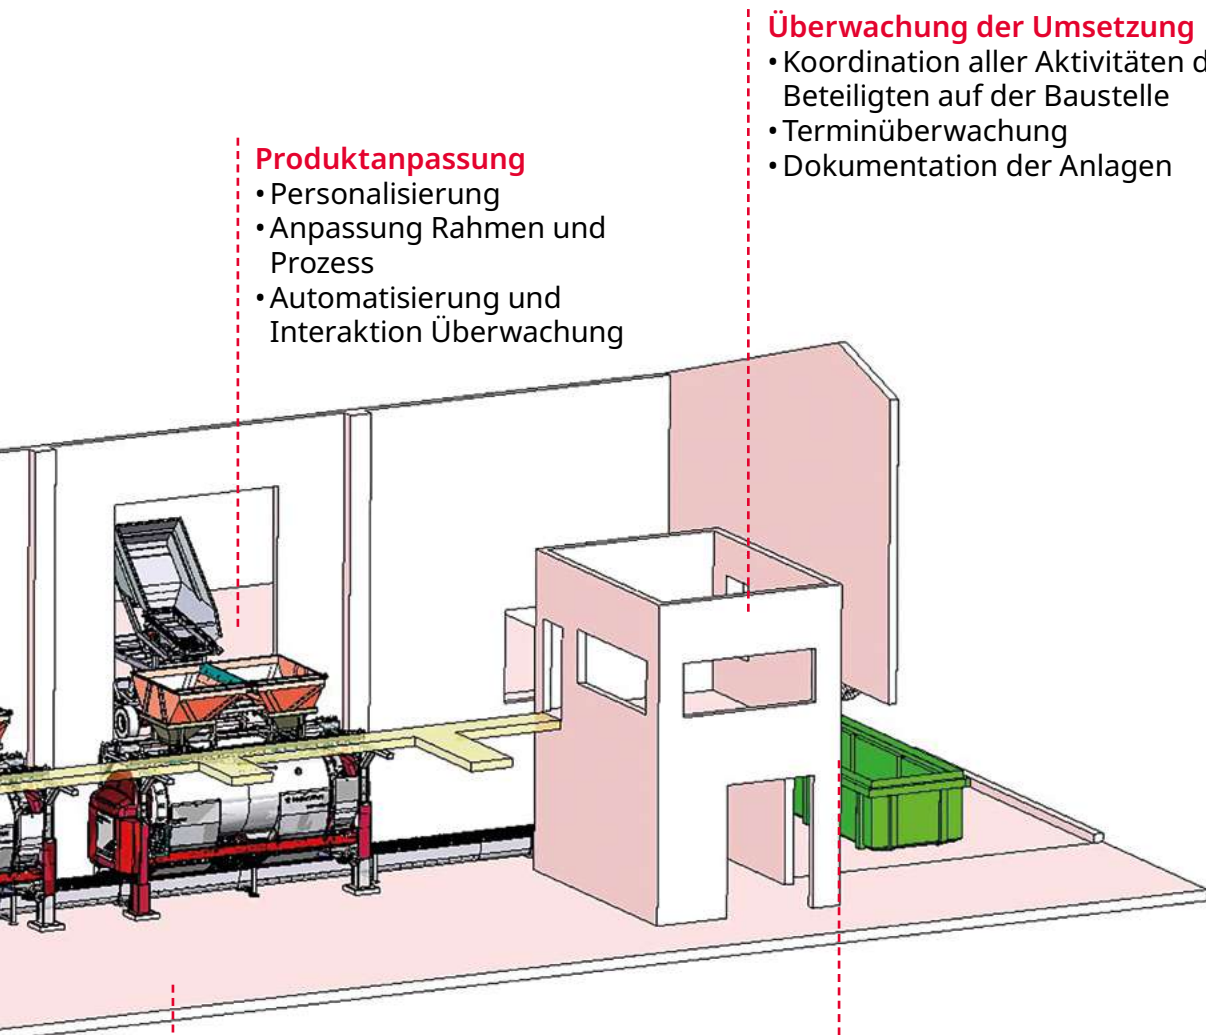 Überwachung der Umsetzung
• Koordination aller Aktivitäten
Beteiligten auf der Baustelle
• Terminüberwachung
• Dokumentation der Anlagen
Produktanpassung
• Personalisierung
• Anpassung Rahmen und
Prozess
• Automatisierung und
Interaktion Überwachung